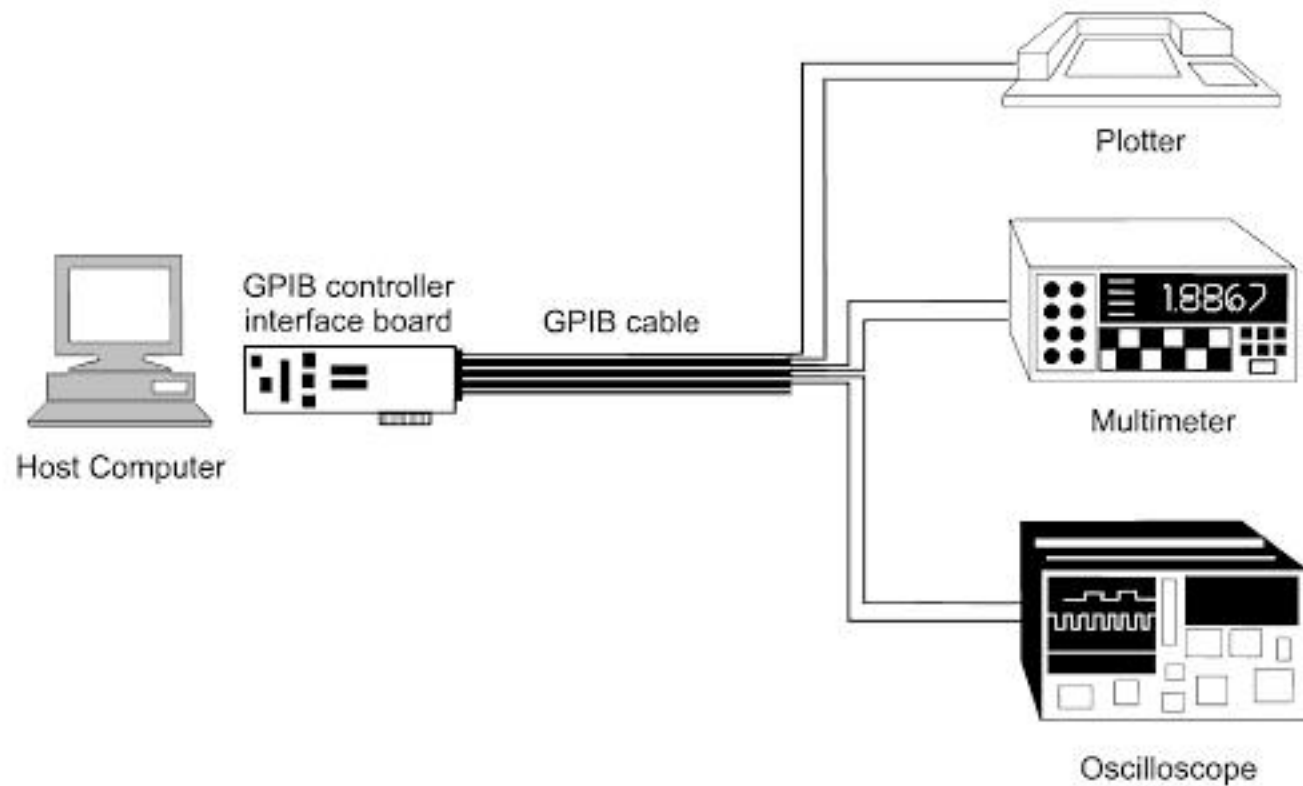 Plotter
1.8867
Multimeter
GPIB controller
interface board
GPIB cable
Host Computer
Oscilloscope